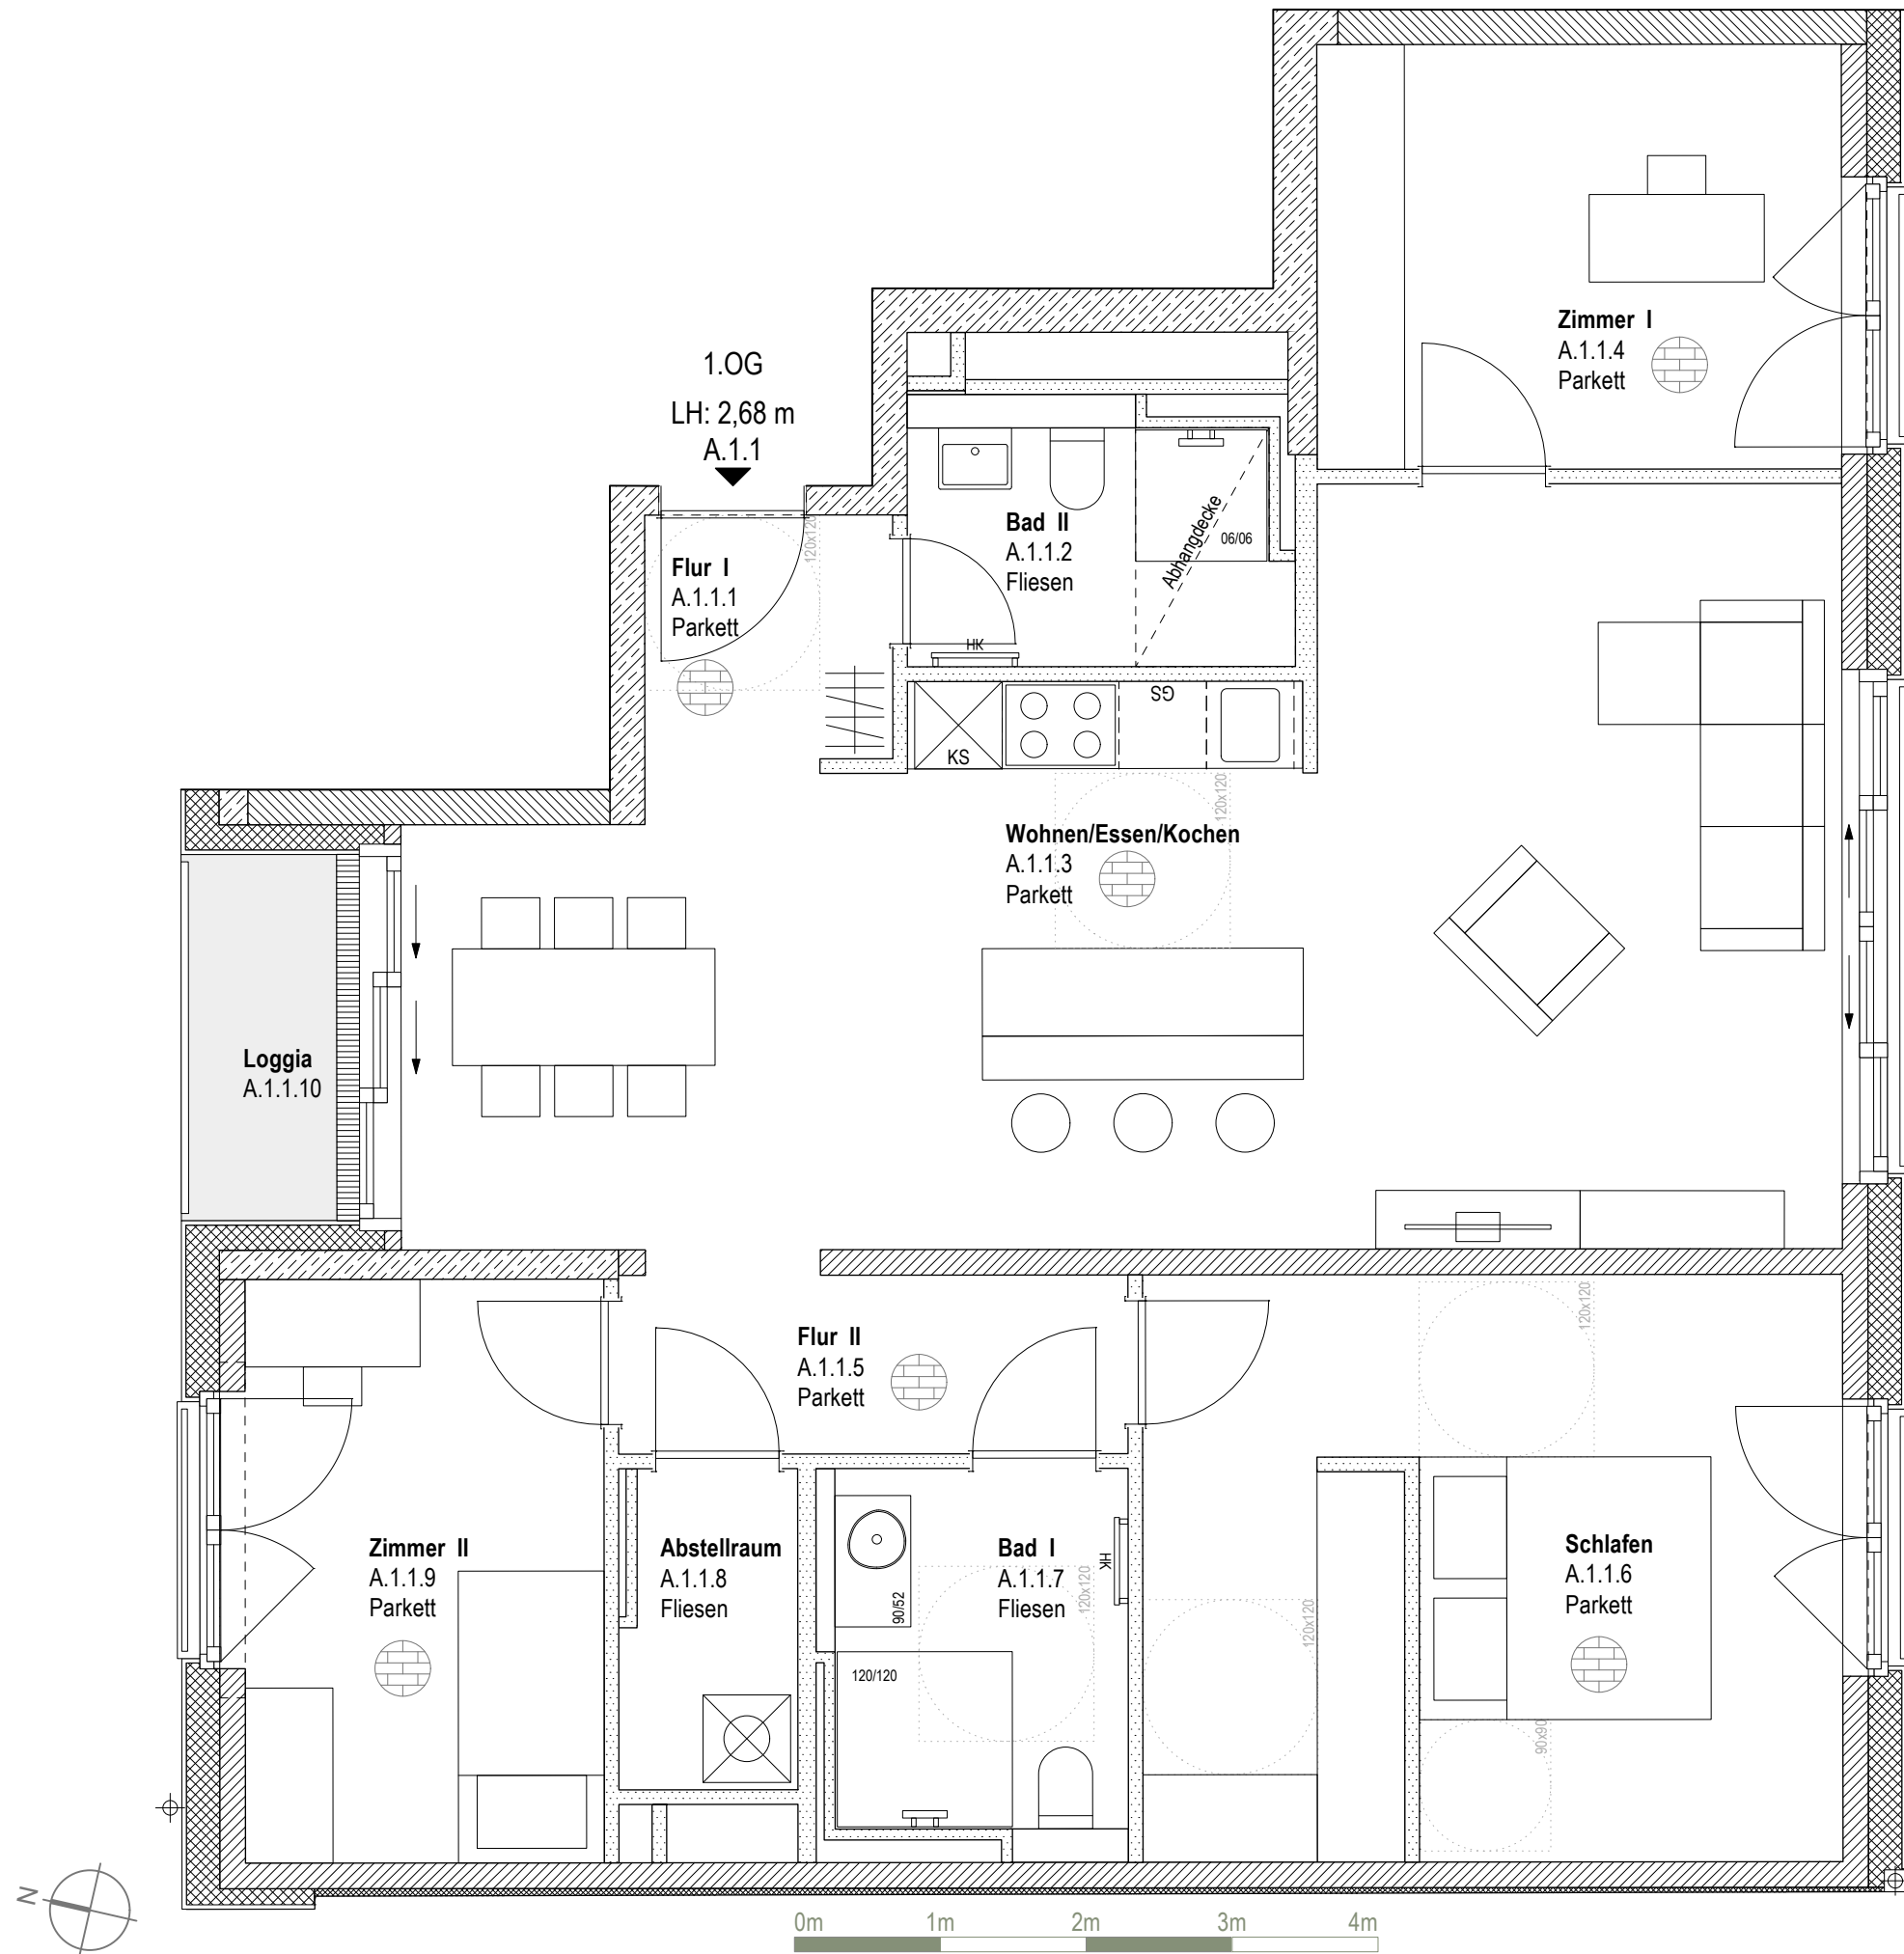 1.OG
LH: 2,68 m
A.1.1
Zimmer I
A.1.1.4
Parkett
Bad II
A.1.1.2
Fliesen
Abhangdecke
06/06
HK
Flur I
A.1.1.1
Parkett
120x120
KS
GS
120x120
Wohnen/Essen/Kochen
A.1.1.3
Parkett
Loggia
A.1.1.10
Flur II
A.1.1.5
Parkett
120x120
Zimmer II
A.1.1.9
Parkett
Abstellraum
A.1.1.8
Fliesen
Bad I
A.1.1.7
Fliesen
HK
90/52
120x120
120/120
120x120
Schlafen
A.1.1.6
Parkett
90x90
N
0m 1m 2m 3m 4m